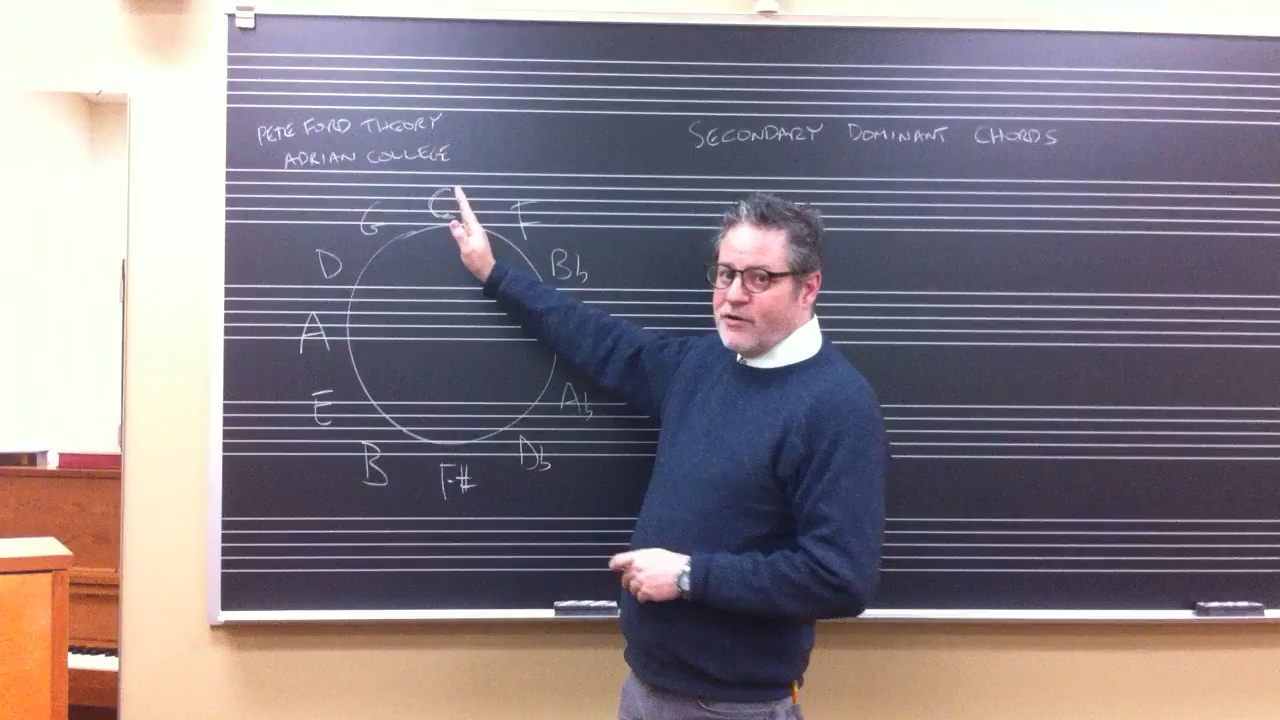 PETE FORD THEORY
ADRIAN COLLEGE
SECONDARY DOMINANT CHORDS
C
G
F
D
Bb
A
E
Ab
B
Db
F#